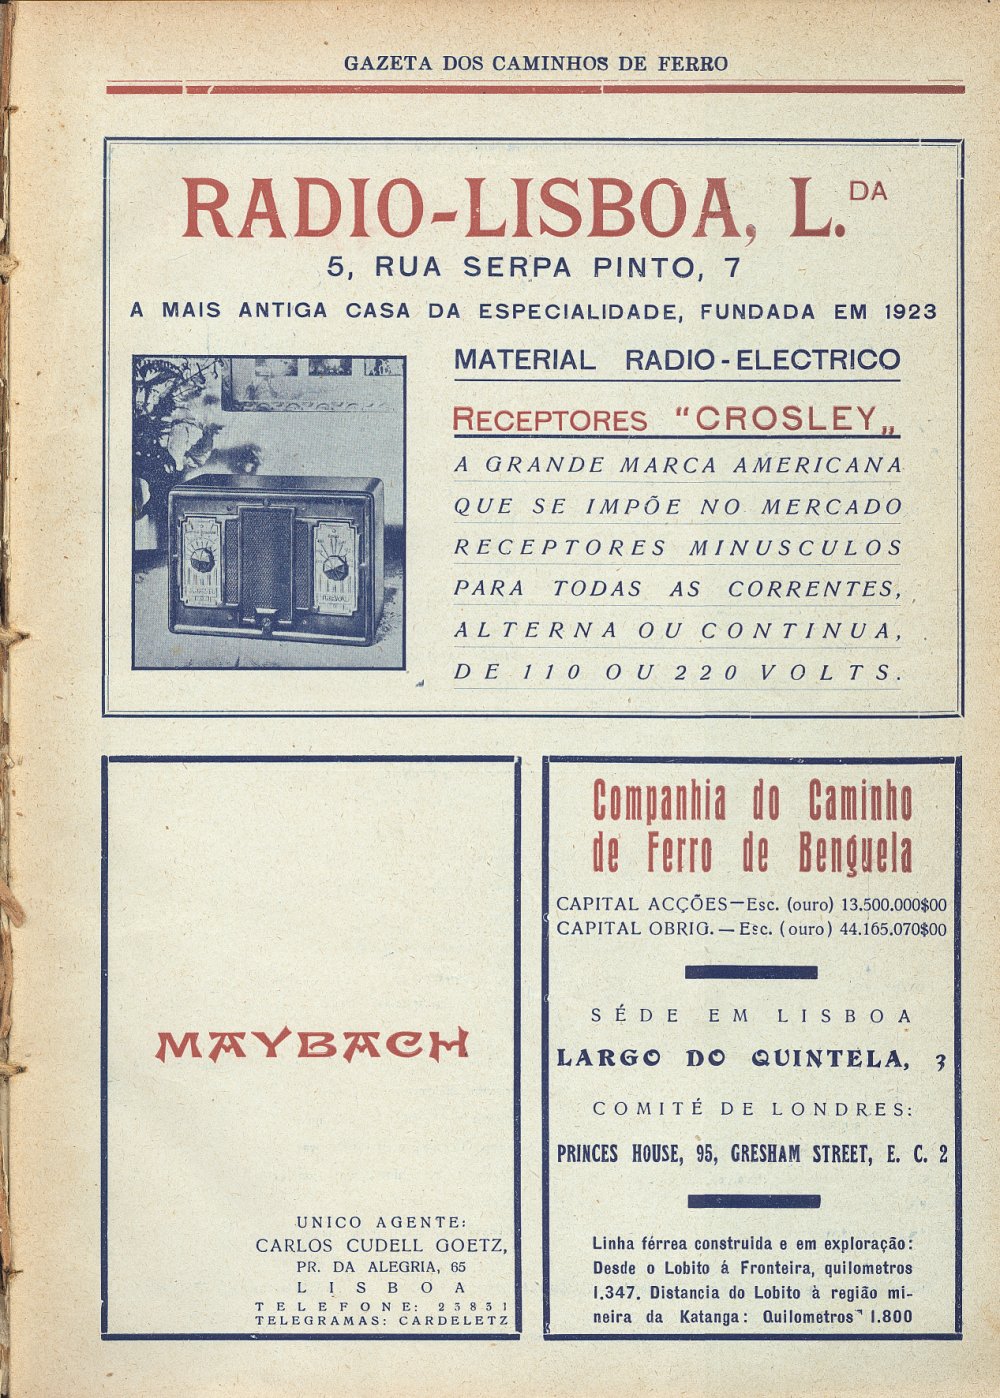 GAZETA DOS CAMINHOS DE FERRO
RADIO-LISBOA, L.DA
5, RUA SERPA PINTO, 7
A MAIS ANTIGA CASA DA ESPECIALIDADE, FUNDADA EM 1923
MATERIAL RADIO-ELECTRICO
RECEPTORES “CROSLEY„
A GRANDE MARCA AMERICANA
QUE SE IMPÕE NO MERCADO
RECEPTORES MINUSCULOS
PARA TODAS AS CORRENTES,
ALTERNA OU CONTINUA,
DE 110 OU 220 VOLTS.
MAYBACH
UNICO AGENTE:
CARLOS CUDELL GOETZ,
PR. DA ALEGRIA, 65
LISBOA
TELEFONE: 23831
TELEGRAMAS: CARDELETZ
Companhia do Caminho
de Ferro de Benguela
CAPITAL ACÇÕES—Esc. (ouro) 13.500.000$00
CAPITAL OBRIG.—Esc. (ouro) 44.165.070$00
SÉDE EM LISBOA
LARGO DO QUINTELA, 3
COMITÉ DE LONDRES:
PRINCES HOUSE, 95, GRESHAM STREET, E. C. 2
Linha férrea construida e em exploração:
Desde o Lobito á Fronteira, quilometros
1.347. Distancia do Lobito à região mi-
neira da Katanga: Quilometros 1.800